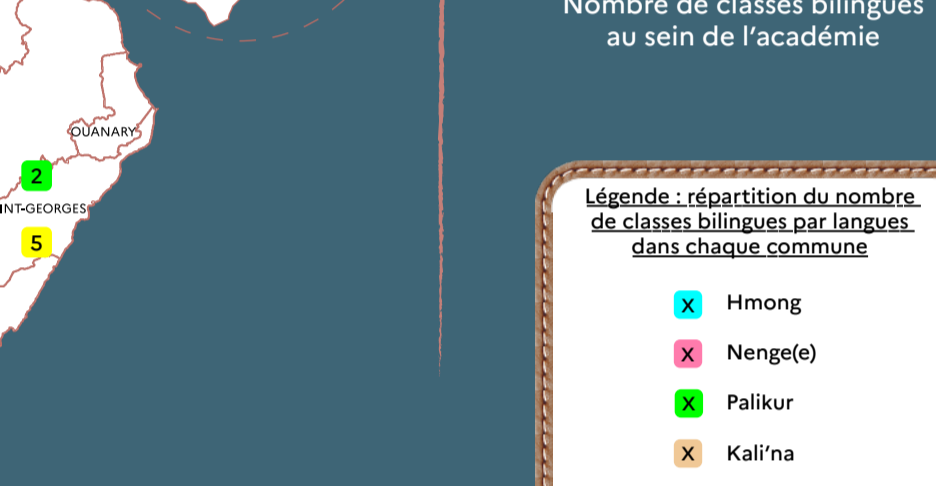 Nombre de classes bilingues
au sein de l'académie
OUANARY
2
INT-GEORGES
5
Légende : répartition du nombre
de classes bilingues par langues
dans chaque commune
X Hmong
X Nenge(e)
X Palikur
X Kali'na